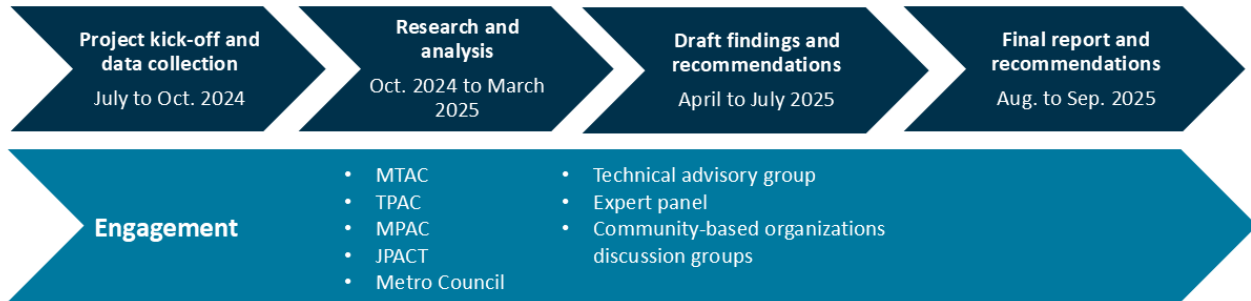 Project kick-off and
data collection
July to Oct. 2024
Research and
analysis
Oct. 2024 to March
2025
Draft findings and
recommendations
April to July 2025
Final report and
recommendations
Aug. to Sep. 2025
Engagement
• MTAC
• TPAC
• MPAC
• JPACT
• Metro Council
• Technical advisory group
• Expert panel
• Community-based organizations
discussion groups